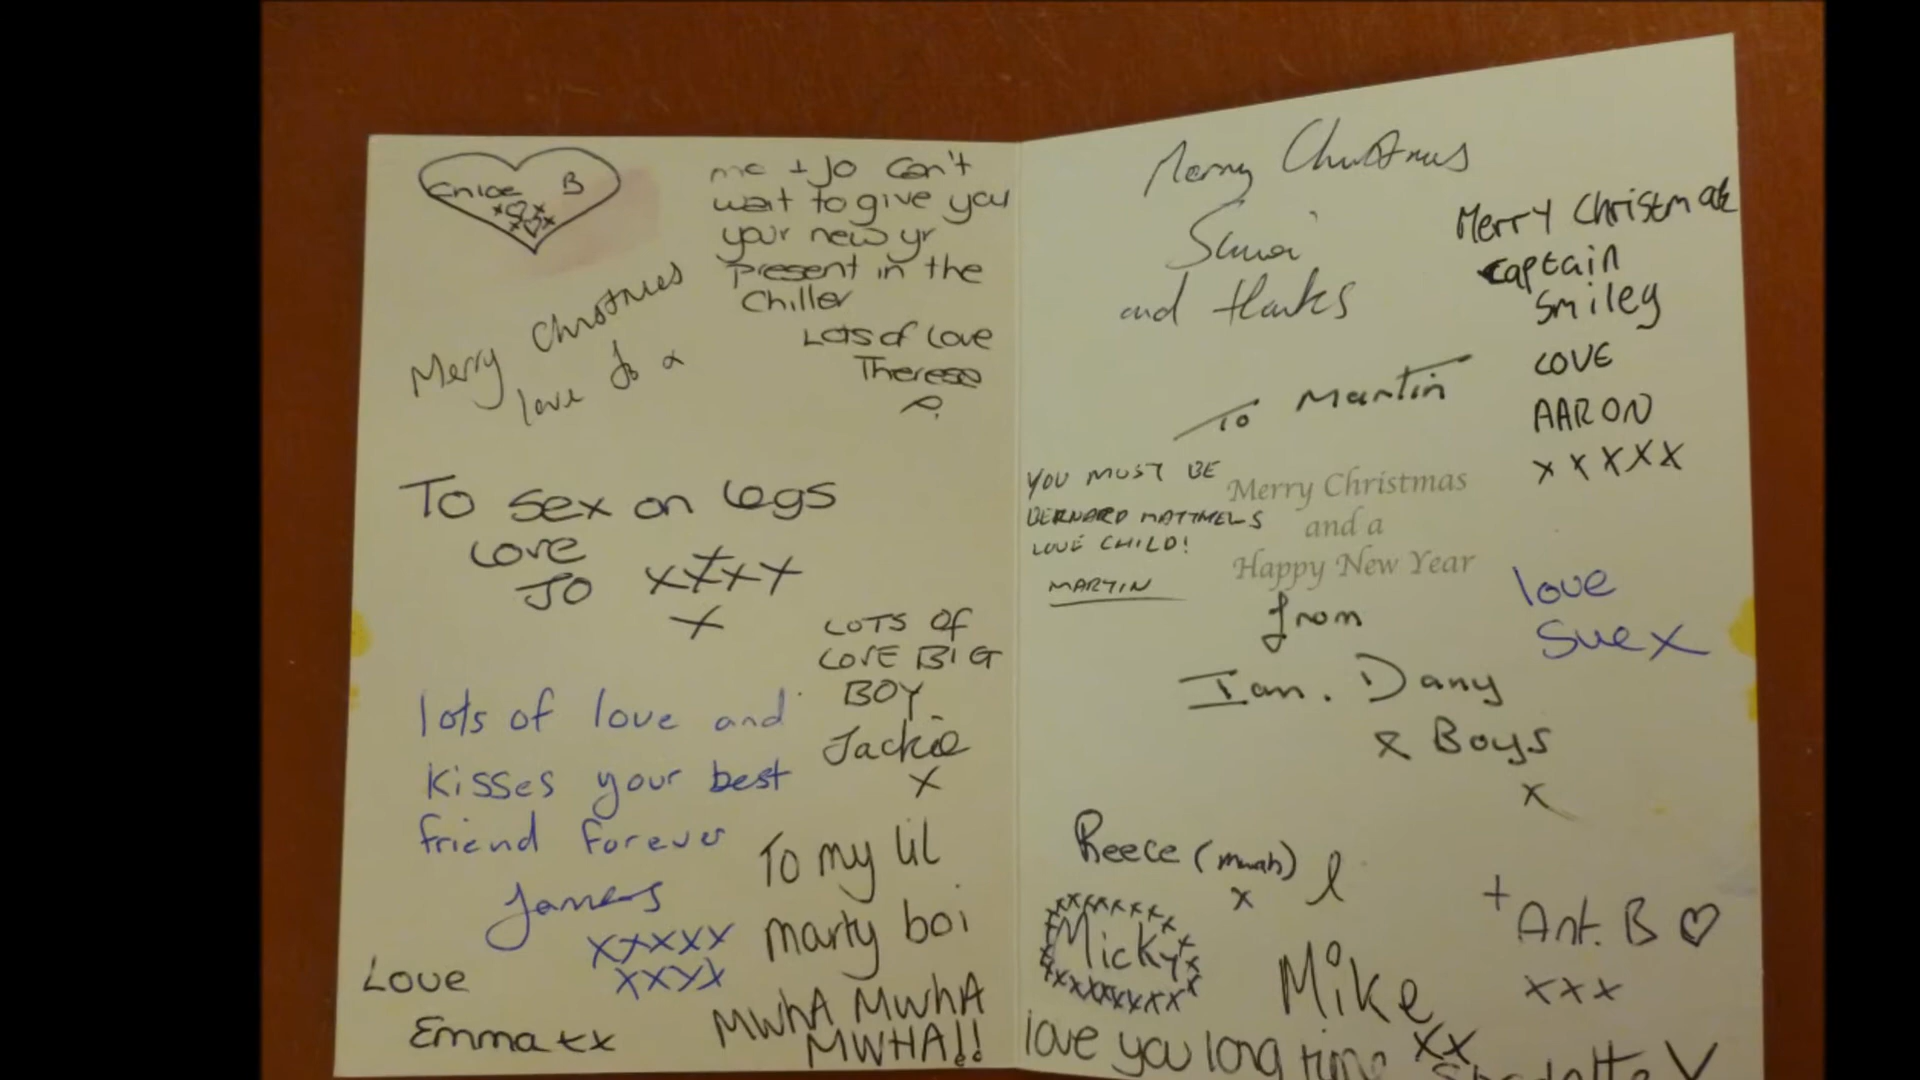 Chloe B
me + Jo Can't
wait to give you
your new yr
present in the
Chiller
Lots of Love
Therese
Merry Christmas
love Jo x
To Sex on Legs
Love
JO xxxx
x
LOTS OF
LOVE BIG
BOY
Jackie
x
lots of love and
kisses your best
friend forever
James
xxxxx
xxxx
To my lil
marty boi
MWhA MWhA
MWHA!!
Love
Emma xx
Merry Christmas
and thanks
Merry Christmas
Captain
Smiley
LOVE
AARON
xxxxx
To Martin
YOU MUST BE
BERNARD MATTHEWS
LOVE CHILD!
MARTIN
Merry Christmas
and a
Happy New Year
from
Ian. Dany
& Boys
x
love
Sue x
Reece (mwah)
x
Micky
+ Ant. B ♡
xxx
Mike
xx
love you long time